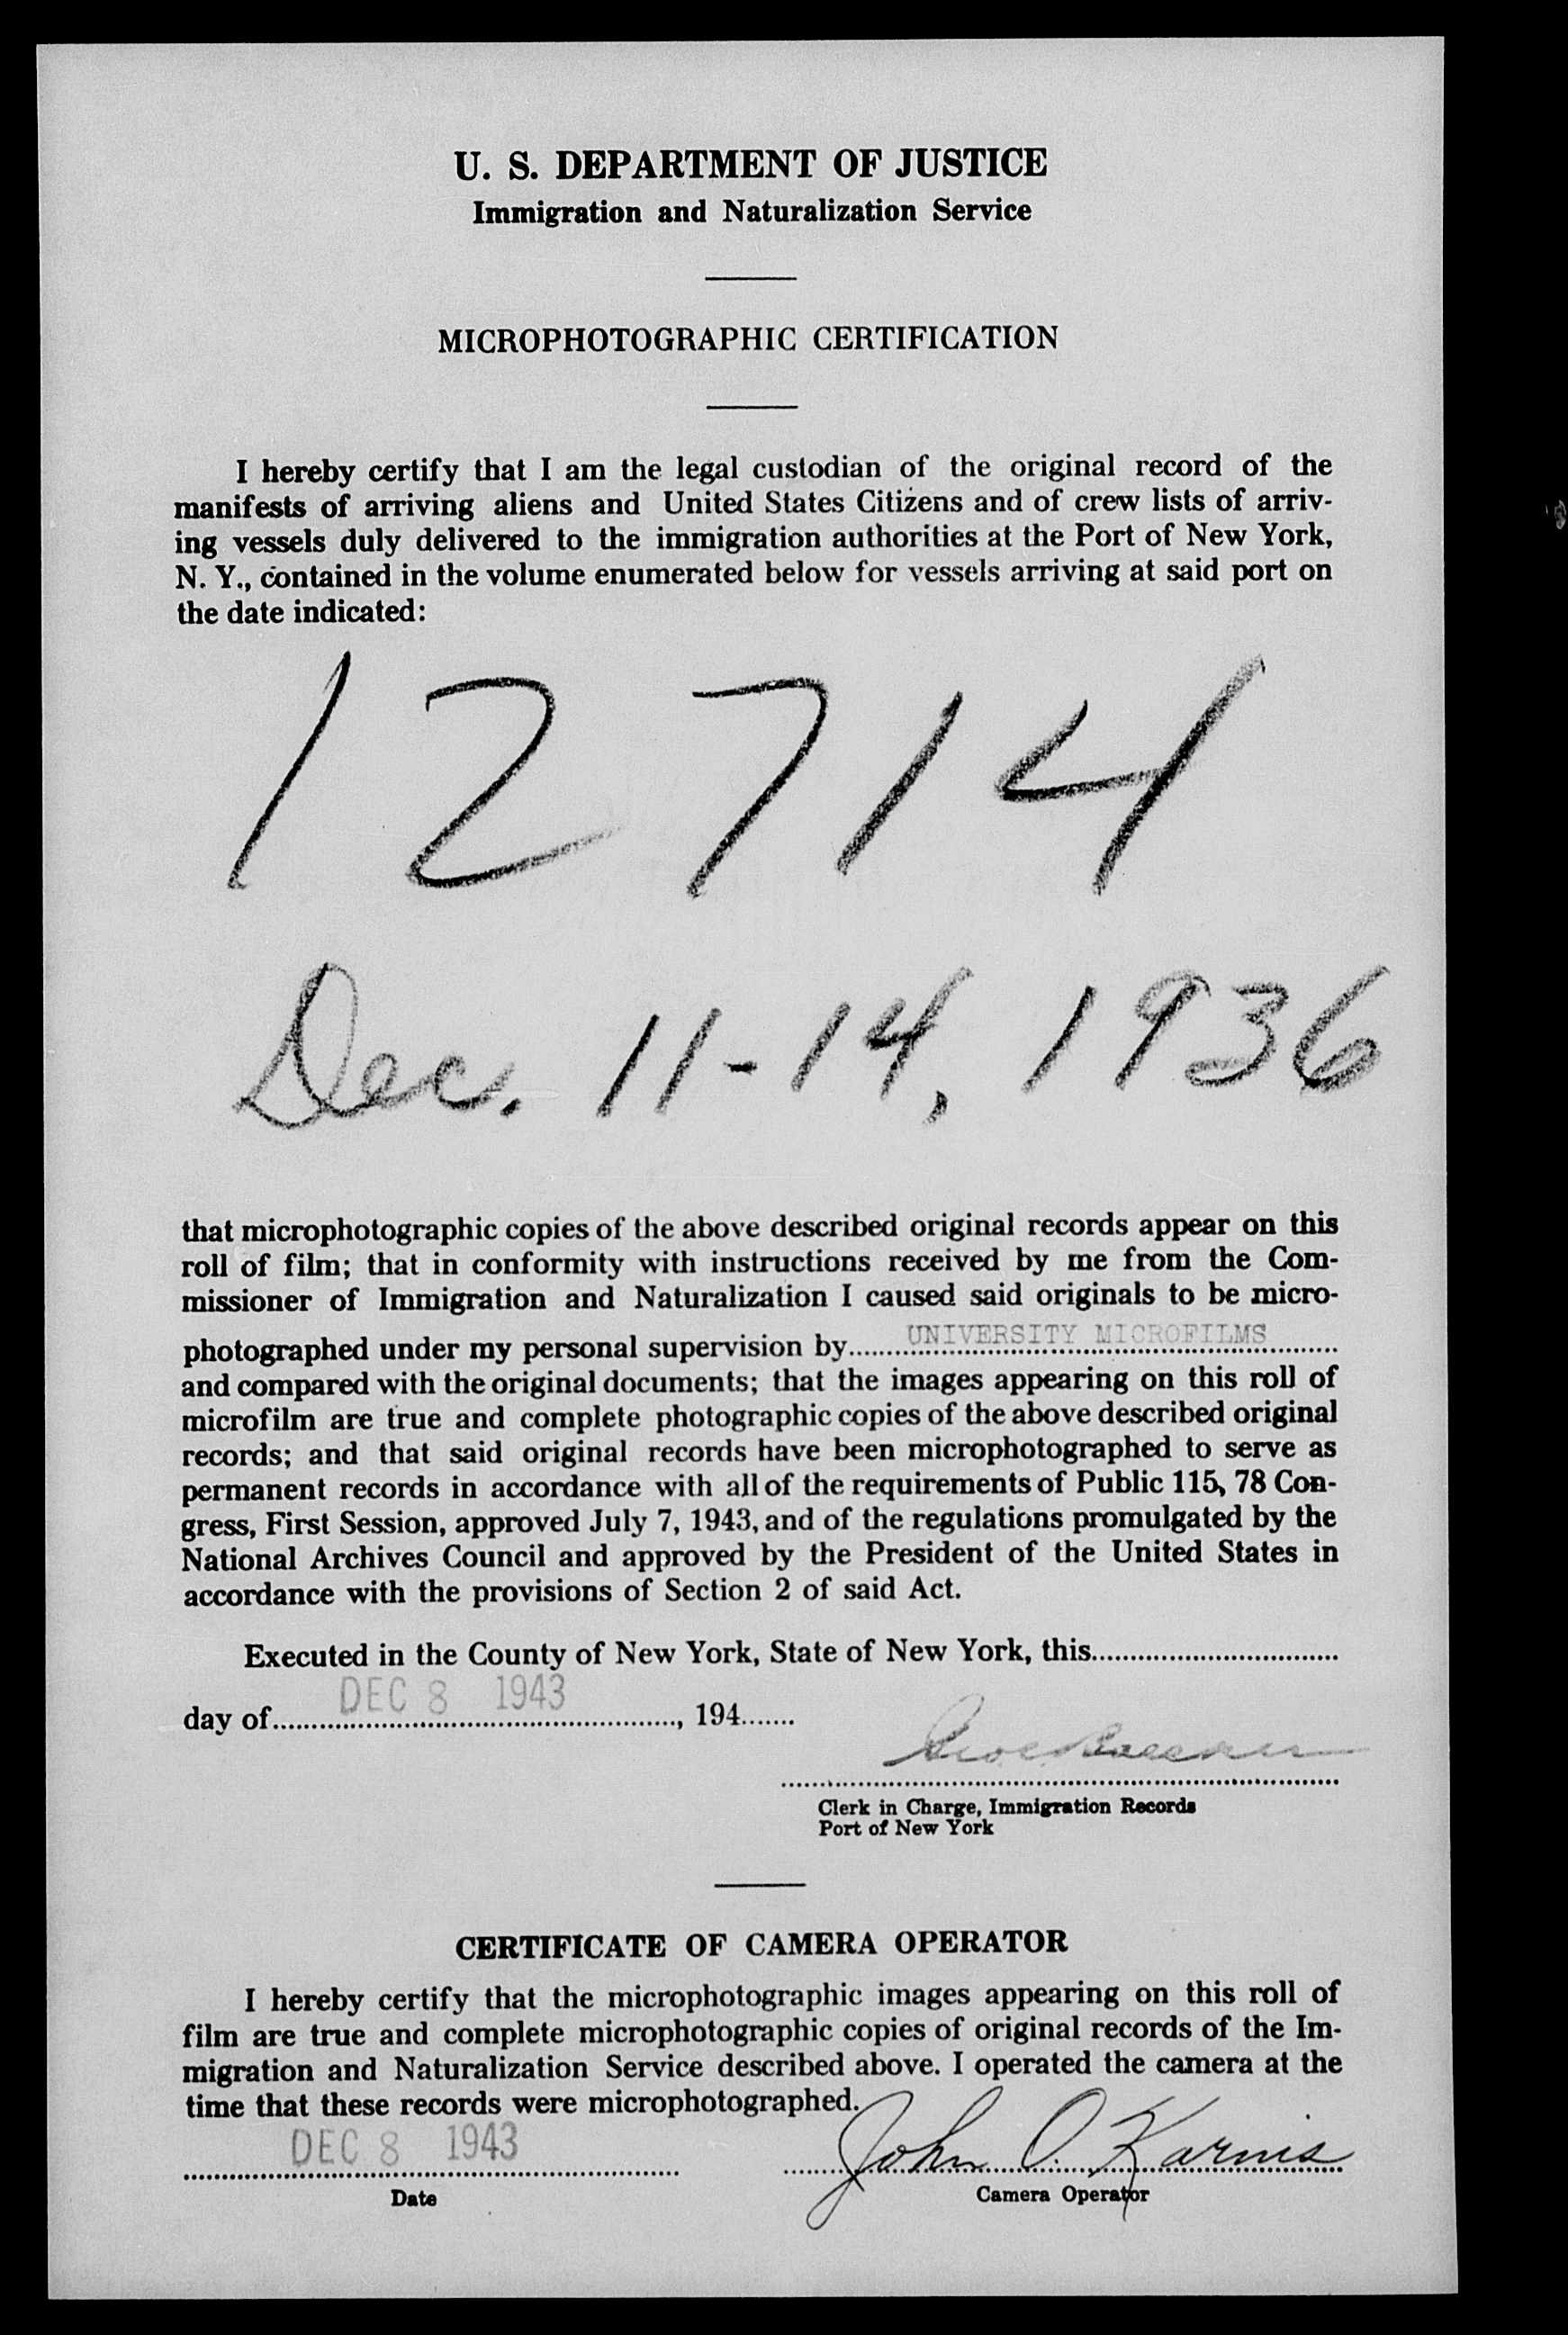 U. S. DEPARTMENT OF JUSTICE
Immigration and Naturalization Service
MICROPHOTOGRAPHIC CERTIFICATION
I hereby certify that I am the legal custodian of the original record of the
manifests of arriving aliens and United States Citizens and of crew lists of arriv-
ing vessels duly delivered to the immigration authorities at the Port of New York,
N. Y., contained in the volume enumerated below for vessels arriving at said port on
the date indicated:
12714
Dec. 11-14, 1936
that microphotographic copies of the above described original records appear on this
roll of film; that in conformity with instructions received by me from the Com-
missioner of Immigration and Naturalization I caused said originals to be micro-
photographed under my personal supervision by UNIVERSITY MICROFILMS
and compared with the original documents; that the images appearing on this roll of
microfilm are true and complete photographic copies of the above described original
records; and that said original records have been microphotographed to serve as
permanent records in accordance with all of the requirements of Public 115, 78 Con-
gress, First Session, approved July 7, 1943, and of the regulations promulgated by the
National Archives Council and approved by the President of the United States in
accordance with the provisions of Section 2 of said Act.
Executed in the County of New York, State of New York, this
day of DEC 8 1943, 194
Clerk in Charge, Immigration Records
Port of New York
CERTIFICATE OF CAMERA OPERATOR
I hereby certify that the microphotographic images appearing on this roll of
film are true and complete microphotographic copies of original records of the Im-
migration and Naturalization Service described above. I operated the camera at the
time that these records were microphotographed.
DEC 8 1943 John O. Karnis
Date Camera Operator